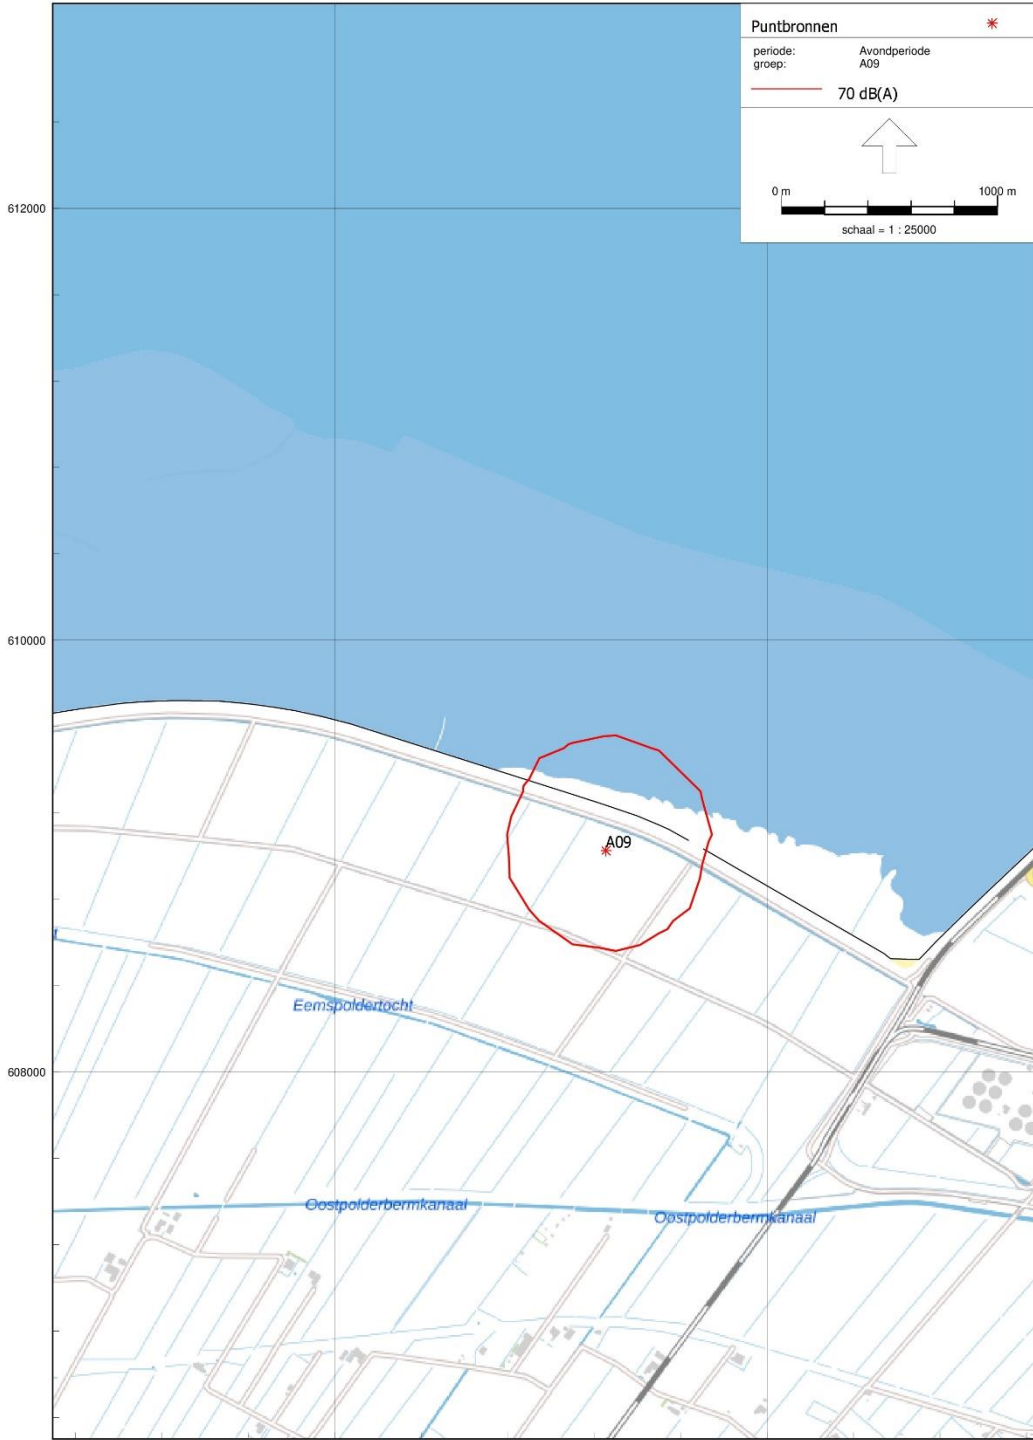 Puntbronnen
periode: Avondperiode
groep: A09
70 dB(A)
0 m 1000 m
schaal = 1 : 25000
612000
610000
A09
Eemspoldertocht
608000
Oostpolderbermkanaal
Oostpolderbermkanaal